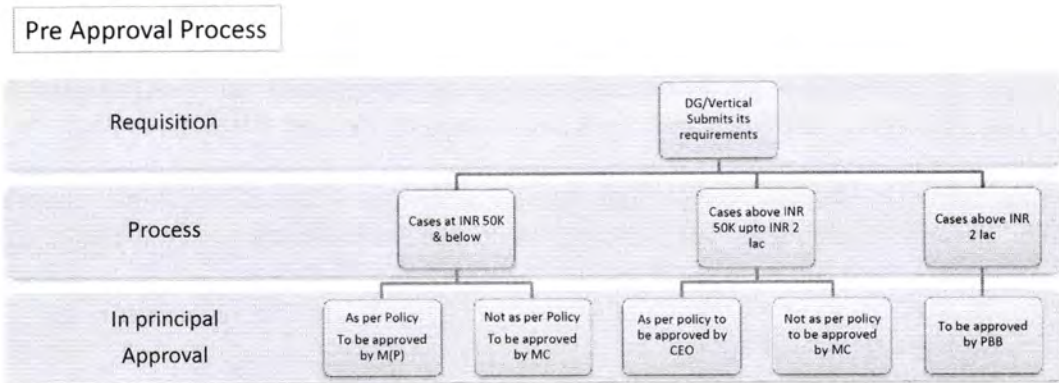 Pre Approval Process
Requisition
DG/Vertical
Submits its
requirements
Process
Cases at INR 50K
& below
Cases above INR
50K upto INR 2
lac
Cases above INR
2 lac
In principal
Approval
As per Policy
To be approved
by M(P)
Not as per Policy
To be approved
by MC
As per policy to
be approved by
CEO
Not as per policy
to be approved
by MC
To be approved
by PBB